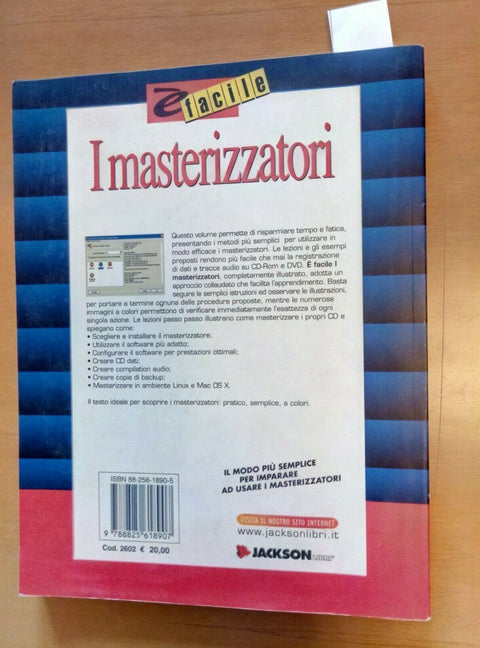 è facile
I masterizzatori
Questo volume permette di risparmiare tempo e fatica,
presentando i metodi più semplici per utilizzare in
modo efficace i masterizzatori. Le lezioni e gli esempi
proposti rendono più facile che mai la registrazione
di dati e tracce audio su CD-Rom e DVD. È facile I
masterizzatori, completamente illustrato, adotta un
approccio collaudato che facilita l'apprendimento. Basta
seguire le semplici istruzioni ed osservare le illustrazioni,
per portare a termine ognuna delle procedure proposte, mentre le numerose
immagini a colori permettono di verificare immediatamente l'esattezza di ogni
singola azione. Le lezioni passo passo illustrano come masterizzare i propri CD e
spiegano come:
• Scegliere e installare il masterizzatore;
• Utilizzare il software più adatto;
• Configurare il software per prestazioni ottimali;
• Creare CD dati;
• Creare compilation audio;
• Creare copie di backup;
• Masterizzare in ambiente Linux e Mac OS X.
Il testo ideale per scoprire i masterizzatori: pratico, semplice, a colori.
IL MODO PIÙ SEMPLICE
PER IMPARARE
AD USARE I MASTERIZZATORI
ISBN 88-256-1890-5
9 788825 618907
Cod. 2602 € 20,00
VISITA IL NOSTRO SITO INTERNET
www.jacksonlibri.it
JACKSON LIBRI